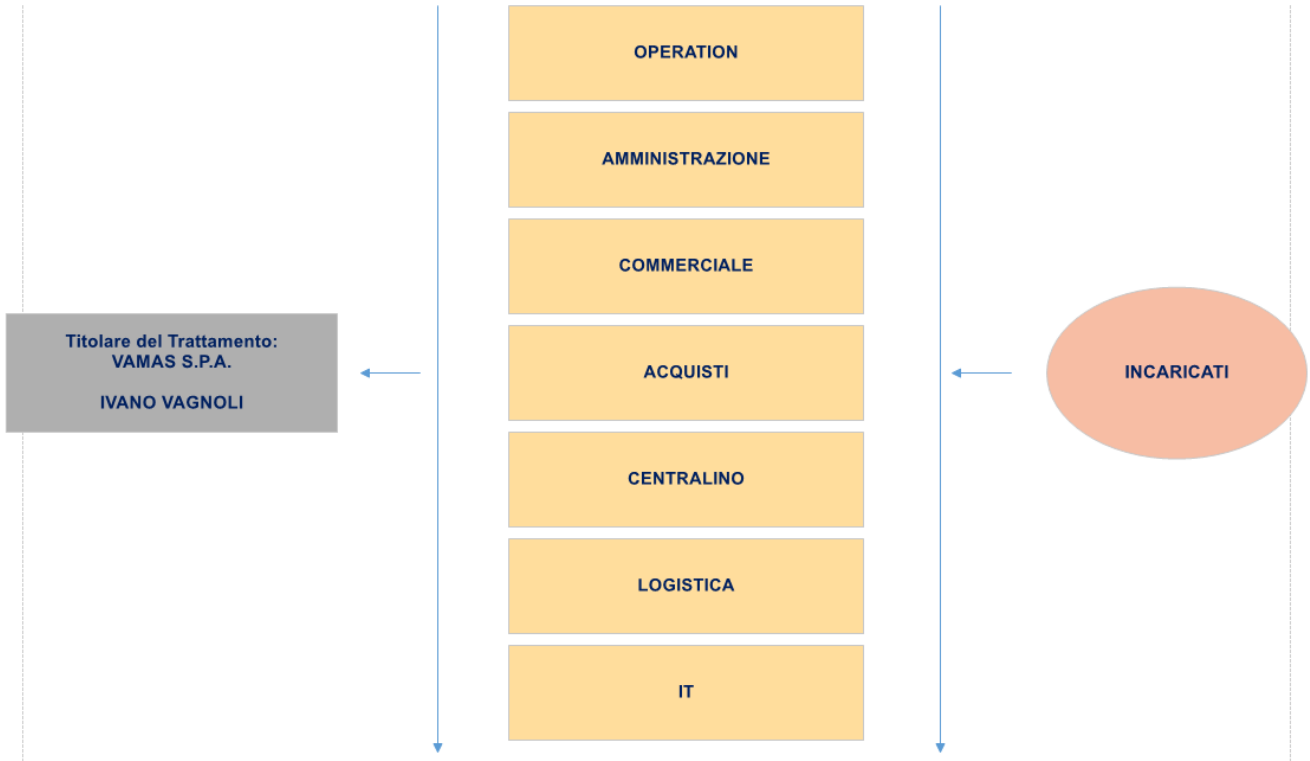 OPERATION
AMMINISTRAZIONE
COMMERCIALE
Titolare del Trattamento:
VAMAS S.P.A.
IVANO VAGNOLI
ACQUISTI
INCARICATI
CENTRALINO
LOGISTICA
IT